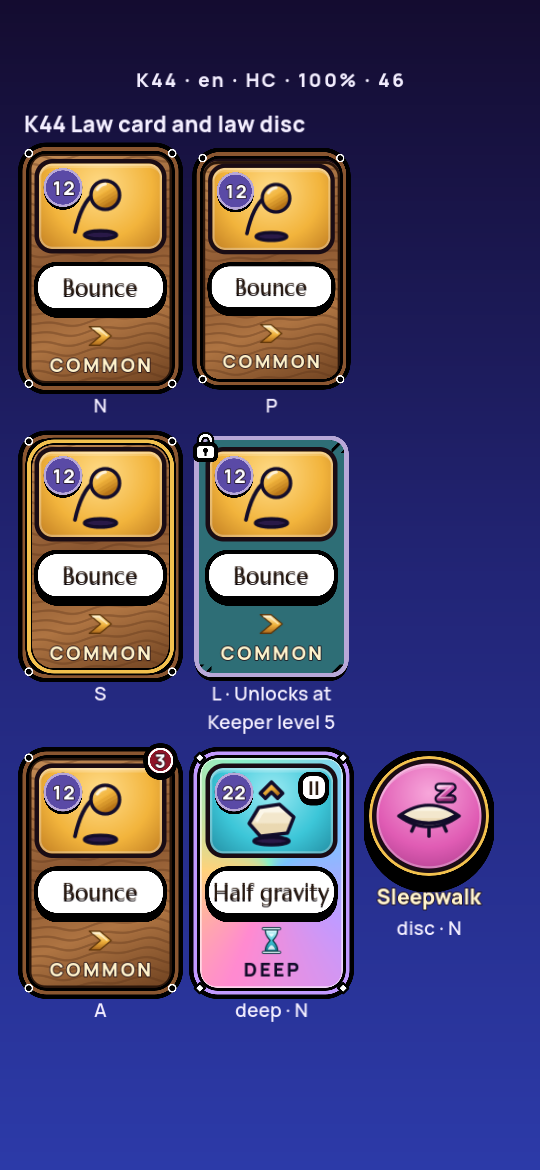 K44 · en · HC · 100% · 46
K44 Law card and law disc
12
12
Bounce
Bounce
COMMON
COMMON
N
P
12
12
Bounce
Bounce
COMMON
COMMON
S
L · Unlocks at
Keeper level 5
3
12
22
Z
Bounce
Half gravity
Sleepwalk
disc · N
COMMON
DEEP
A
deep · N